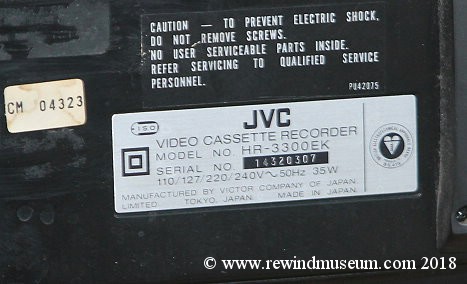 CAUTION — TO PREVENT ELECTRIC SHOCK,
DO NOT REMOVE SCREWS.
NO USER SERVICEABLE PARTS INSIDE.
REFER SERVICING TO QUALIFIED SERVICE
PERSONNEL.
PU42075
CM 04323
JVC
ISO
VIDEO CASSETTE RECORDER
MODEL NO HR-3300EK
SERIAL NO 14320307
110/127/220/240V~50Hz 35W
MANUFACTURED BY VICTOR COMPANY OF JAPAN,
LIMITED. TOKYO, JAPAN. MADE IN JAPAN.
© www.rewindmuseum.com 2018